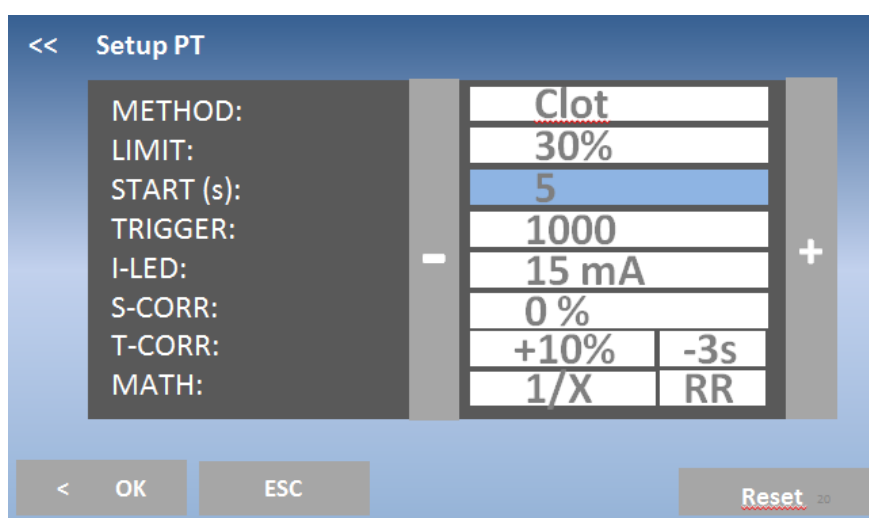 << Setup PT
METHOD: Clot
LIMIT: 30%
START (s): 5
TRIGGER: 1000
- I-LED: 15 mA +
S-CORR: 0 %
T-CORR: +10% -3s
MATH: 1/X RR
< OK ESC Reset 20